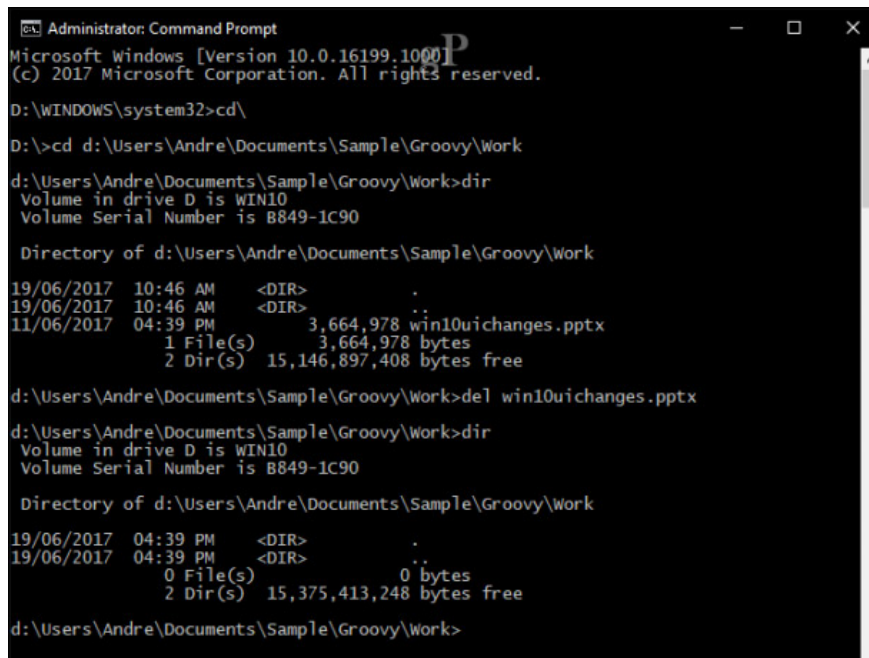 Administrator: Command Prompt
gP
Microsoft Windows [Version 10.0.16199.1000]
(c) 2017 Microsoft Corporation. All rights reserved.
D:\WINDOWS\system32>cd\
D:\>cd d:\Users\Andre\Documents\Sample\Groovy\Work
d:\Users\Andre\Documents\Sample\Groovy\Work>dir
Volume in drive D is WIN10
Volume Serial Number is B849-1C90
Directory of d:\Users\Andre\Documents\Sample\Groovy\Work
19/06/2017 10:46 AM <DIR> .
19/06/2017 10:46 AM <DIR> ..
11/06/2017 04:39 PM 3,664,978 win10uichanges.pptx
1 File(s) 3,664,978 bytes
2 Dir(s) 15,146,897,408 bytes free
d:\Users\Andre\Documents\Sample\Groovy\Work>del win10uichanges.pptx
d:\Users\Andre\Documents\Sample\Groovy\Work>dir
Volume in drive D is WIN10
Volume Serial Number is B849-1C90
Directory of d:\Users\Andre\Documents\Sample\Groovy\Work
19/06/2017 04:39 PM <DIR> .
19/06/2017 04:39 PM <DIR> ..
0 File(s) 0 bytes
2 Dir(s) 15,375,413,248 bytes free
d:\Users\Andre\Documents\Sample\Groovy\Work>